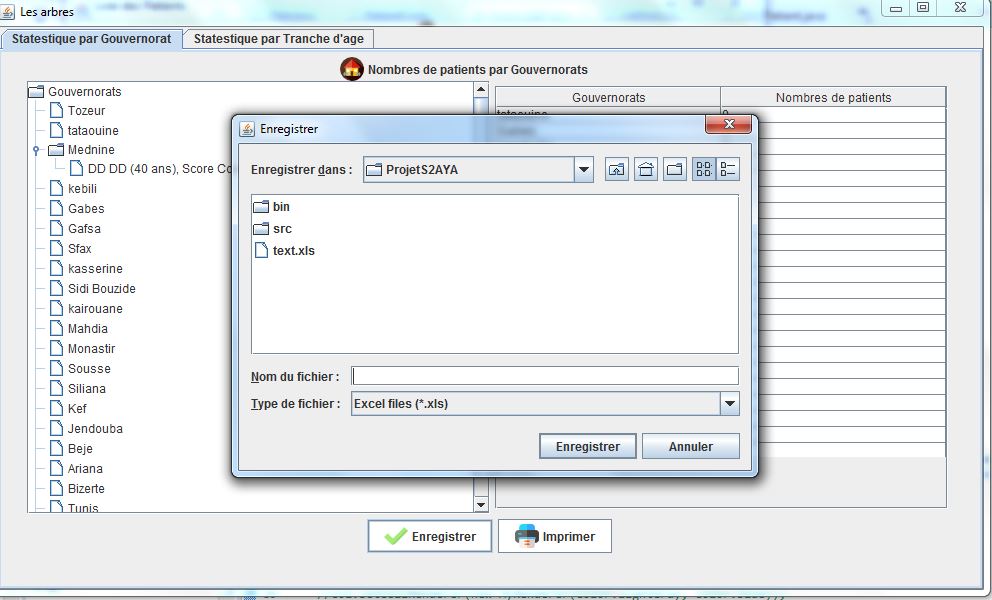 Les arbres
Statestique par Gouvernorat
Statestique par Tranche d'age
Nombres de patients par Gouvernorats
Gouvernorats
Tozeur
tataouine
Mednine
DD DD (40 ans), Score Co
kebili
Gabes
Gafsa
Sfax
kasserine
Sidi Bouzide
kairouane
Mahdia
Monastir
Sousse
Siliana
Kef
Jendouba
Beje
Ariana
Bizerte
Tunis
Gouvernorats
Nombres de patients
tataouine
Enregistrer
Enregistrer dans :
ProjetS2AYA
bin
src
text.xls
Nom du fichier :
Type de fichier :
Excel files (*.xls)
Enregistrer
Annuler
Enregistrer
Imprimer